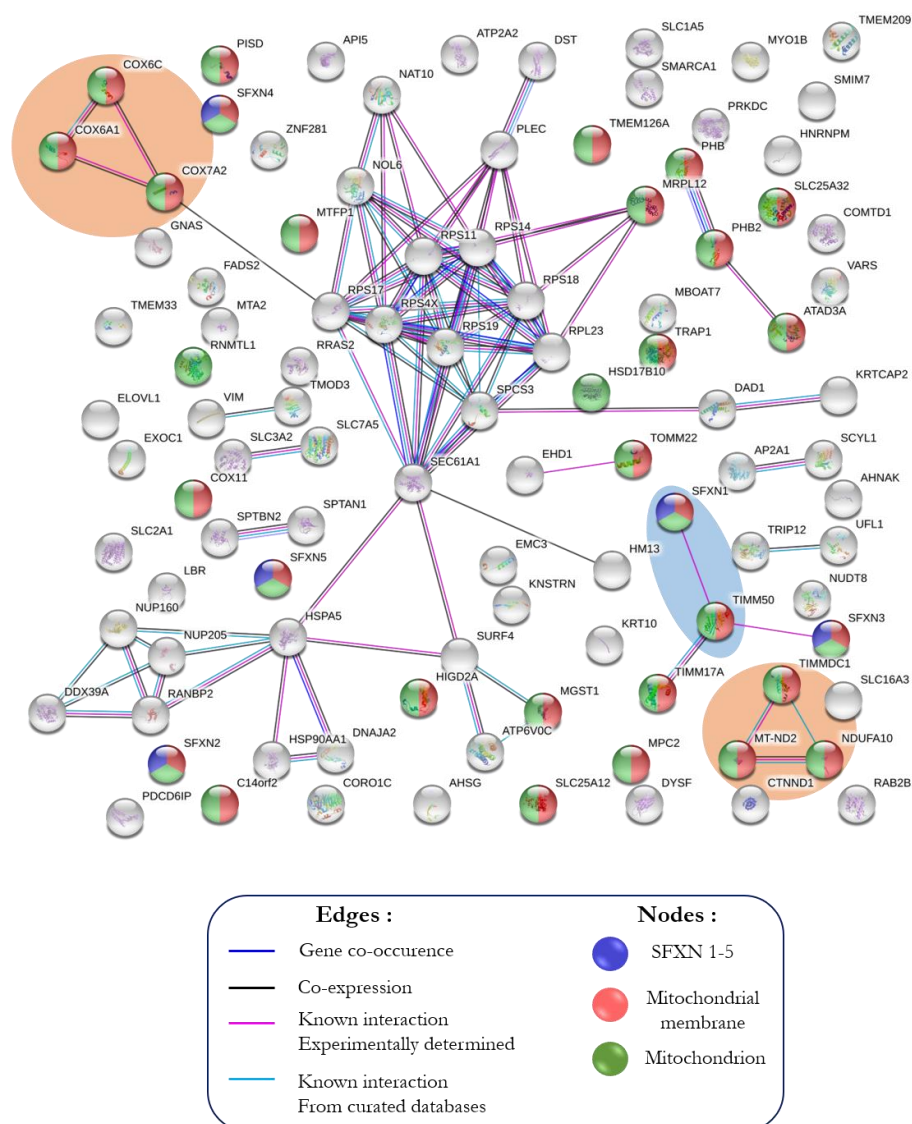 TMEM209
SLC1A5
ATP2A2
DST
API5
PISD
MYO1B
COX6C
NAT10
SMARCA1
SMIM7
SFXN4
PRKDC
ZNF281
PLEC
COX6A1
TMEM126A
PHB
HNRNPM
NOL6
COX7A2
MRPL12
SLC25A32
MTFP1
GNAS
RPS14
RPS11
PHB2
COMTD1
FADS2
RPS17
RPS18
VARS
TMEM33
MTA2
RPS4X
MBOAT7
ATAD3A
RNMTL1
RPS19
RPL23
TRAP1
RRAS2
HSD17B10
KRTCAP2
ELOVL1
VIM
TMOD3
SPCS3
DAD1
EXOC1
SLC3A2
SLC7A5
SEC61A1
EHD1
TOMM22
AP2A1
SCYL1
COX11
AHNAK
SFXN1
SPTBN2
SPTAN1
SLC2A1
TRIP12
UFL1
EMC3
HM13
LBR
SFXN5
NUDT8
NUP160
KNSTRN
TIMM50
HSPA5
NUP205
SURF4
KRT10
SFXN3
DDX39A
RANBP2
HIGD2A
TIMM17A
TIMMDC1
MGST1
SLC16A3
SFXN2
HSP90AA1
DNAJA2
ATP6V0C
MT-ND2
NDUFA10
MPC2
PDCD6IP
C14orf2
CORO1C
AHSG
SLC25A12
DYSF
CTNND1
RAB2B
Edges :
Nodes :
Gene co-occurence
SFXN 1-5
Co-expression
Mitochondrial
membrane
Known interaction
Experimentally determined
Mitochondrion
Known interaction
From curated databases